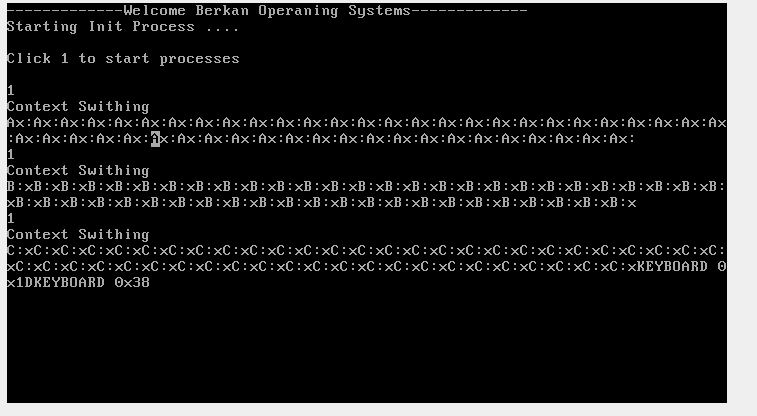 -------------Welcome Berkan Operaning Systems-------------
Starting Init Process ....
Click 1 to start processes
1
Context Swithing
Ax:Ax:Ax:Ax:Ax:Ax:Ax:Ax:Ax:Ax:Ax:Ax:Ax:Ax:Ax:Ax:Ax:Ax:Ax:Ax:Ax:Ax:Ax:Ax:Ax:Ax:Ax
:Ax:Ax:Ax:Ax:Ax:Ax:Ax:Ax:Ax:Ax:Ax:Ax:Ax:Ax:Ax:Ax:Ax:Ax:Ax:Ax:Ax:Ax:Ax:
1
Context Swithing
B:xB:xB:xB:xB:xB:xB:xB:xB:xB:xB:xB:xB:xB:xB:xB:xB:xB:xB:xB:xB:xB:xB:xB:xB:xB:xB:
xB:xB:xB:xB:xB:xB:xB:xB:xB:xB:xB:xB:xB:xB:xB:xB:xB:xB:xB:xB:xB:xB:xB:x
1
Context Swithing
C:xC:xC:xC:xC:xC:xC:xC:xC:xC:xC:xC:xC:xC:xC:xC:xC:xC:xC:xC:xC:xC:xC:xC:xC:xC:xC:
xC:xC:xC:xC:xC:xC:xC:xC:xC:xC:xC:xC:xC:xC:xC:xC:xC:xC:xC:xC:xC:xC:xC:xKEYBOARD 0
x1DKEYBOARD 0x38